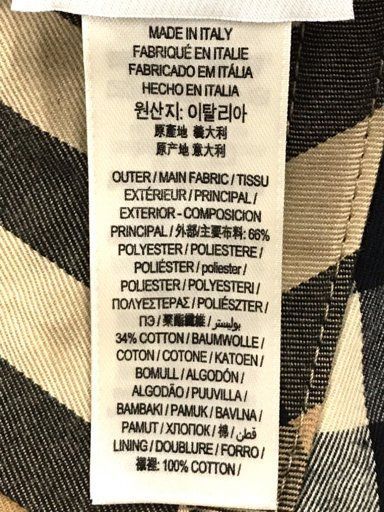 MADE IN ITALY
FABRIQUÉ EN ITALIE
FABRICADO EM ITÁLIA
HECHO EN ITALIA
원산지: 이탈리아
原產地 義大利
原产地 意大利
OUTER / MAIN FABRIC / TISSU
EXTÉRIEUR / PRINCIPAL /
EXTERIOR - COMPOSICION
PRINCIPAL / 外部/主要布料: 66%
POLYESTER / POLIESTERE /
POLIÉSTER / poliester /
POLIESTER / POLYESTERI /
ΠΟΛΥΕΣΤΕΡΑΣ / POLIÉSZTER /
ПЭ / 聚酯纖維 / بوليستر /
34% COTTON / BAUMWOLLE /
COTON / COTONE / KATOEN /
BOMULL / ALGODÓN /
ALGODÃO / PUUVILLA /
BAMBAKI / PAMUK / BAVLNA /
PAMUT / ХЛОПОК / 棉 / قطن /
LINING / DOUBLURE / FORRO /
襯裡: 100% COTTON /